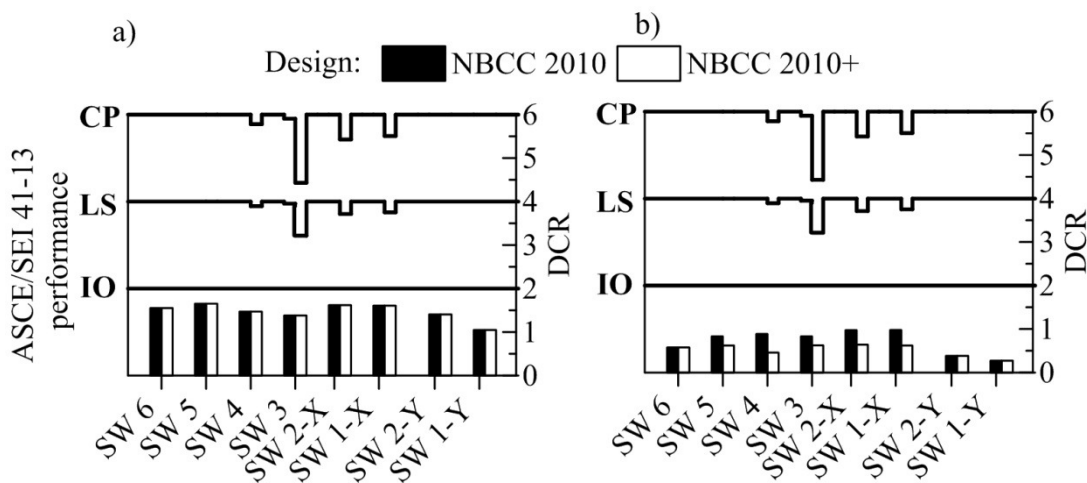 a)
b)
Design: NBCC 2010 NBCC 2010+
ASCE/SEI 41-13
performance
CP
LS
IO
6
5
4
3
2
1
0
DCR
SW 6
SW 5
SW 4
SW 3
SW 2-X
SW 1-X
SW 2-Y
SW 1-Y
CP
LS
IO
6
5
4
3
2
1
0
DCR
SW 6
SW 5
SW 4
SW 3
SW 2-X
SW 1-X
SW 2-Y
SW 1-Y